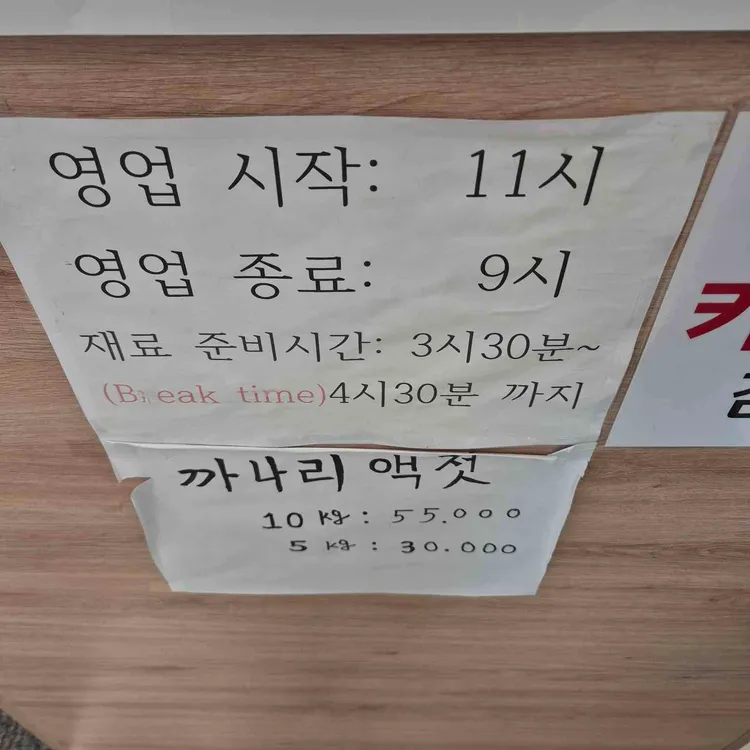 영업 시작: 11시
영업 종료: 9시
재료 준비시간: 3시30분~
(Break time)4시30분 까지
까나리 액젓
10 kg : 55.000
5 kg : 30.000